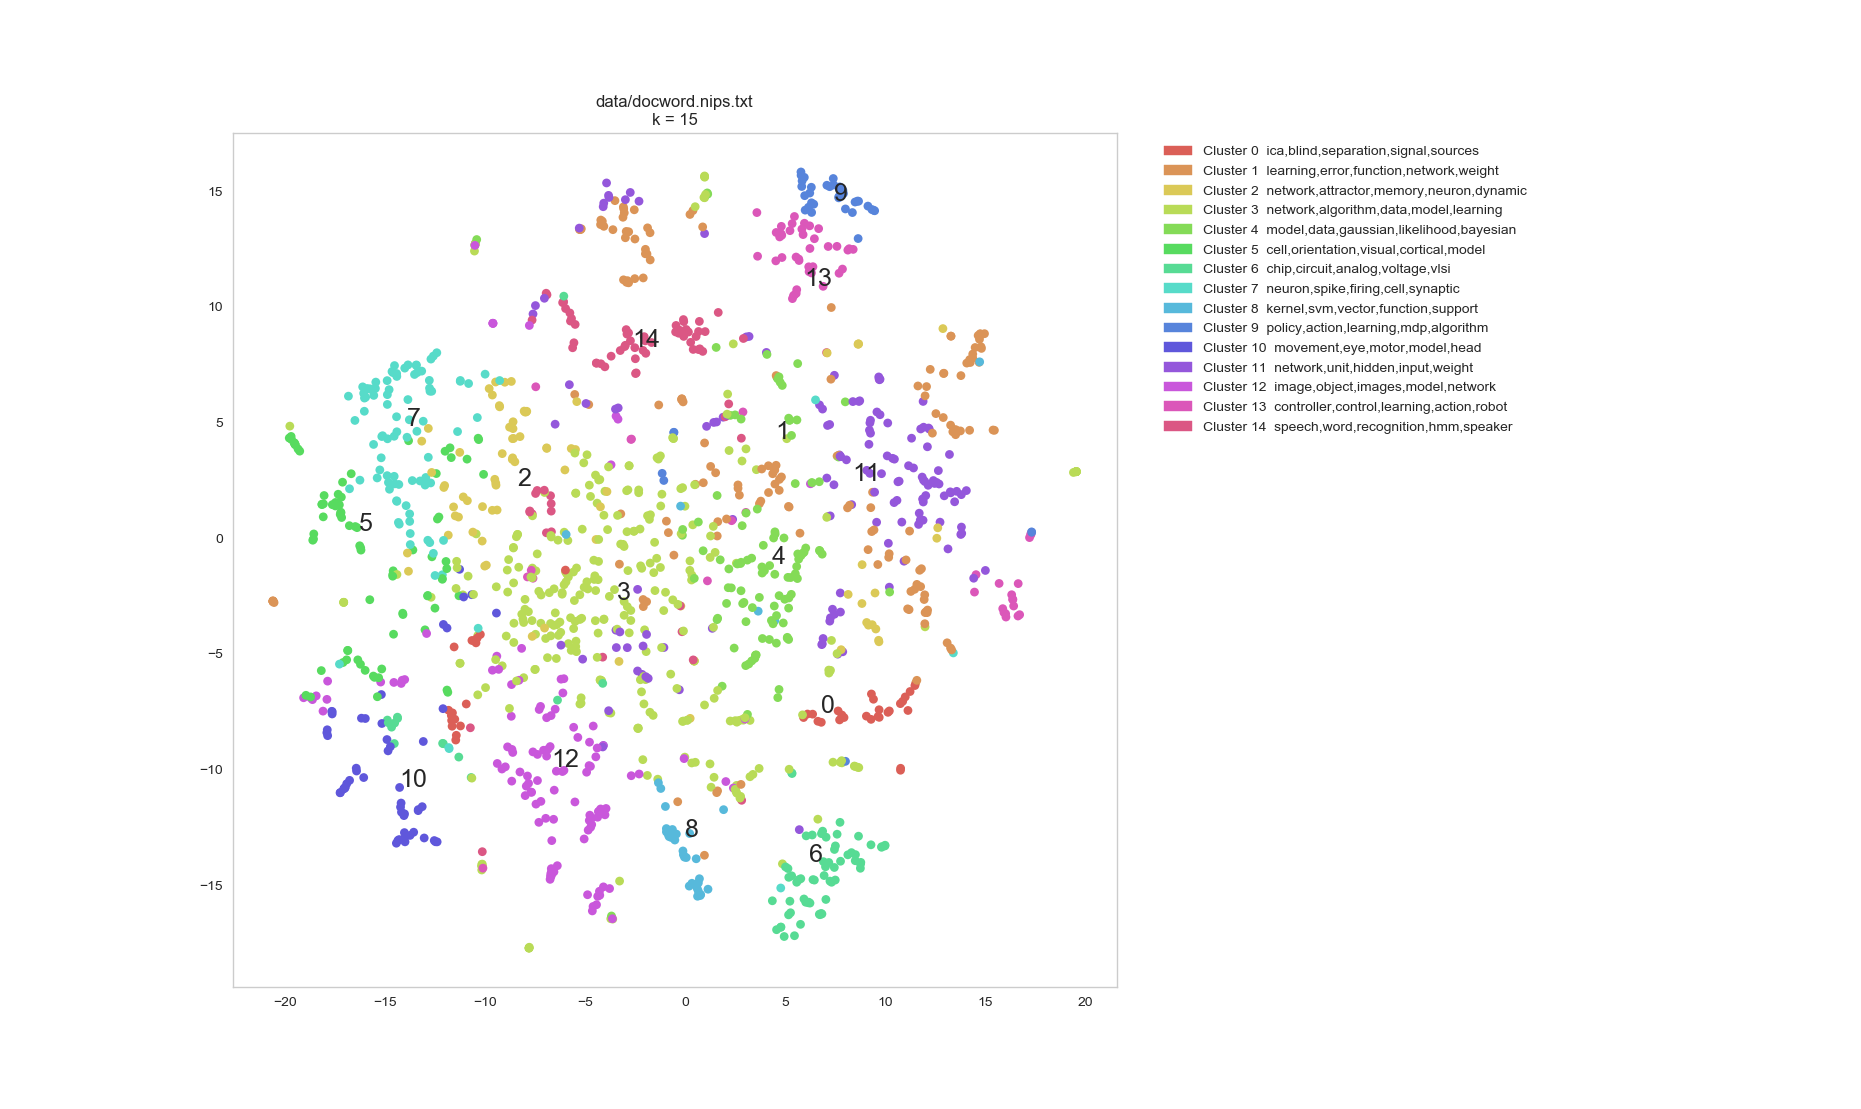 data/docword.nips.txt
k = 15
15
10
5
0
−5
−10
−15
−20
−15
−10
−5
0
5
10
15
20
9
13
14
7
1
2
11
5
4
3
0
12
10
8
6
Cluster 0 ica,blind,separation,signal,sources
Cluster 1 learning,error,function,network,weight
Cluster 2 network,attractor,memory,neuron,dynamic
Cluster 3 network,algorithm,data,model,learning
Cluster 4 model,data,gaussian,likelihood,bayesian
Cluster 5 cell,orientation,visual,cortical,model
Cluster 6 chip,circuit,analog,voltage,vlsi
Cluster 7 neuron,spike,firing,cell,synaptic
Cluster 8 kernel,svm,vector,function,support
Cluster 9 policy,action,learning,mdp,algorithm
Cluster 10 movement,eye,motor,model,head
Cluster 11 network,unit,hidden,input,weight
Cluster 12 image,object,images,model,network
Cluster 13 controller,control,learning,action,robot
Cluster 14 speech,word,recognition,hmm,speaker